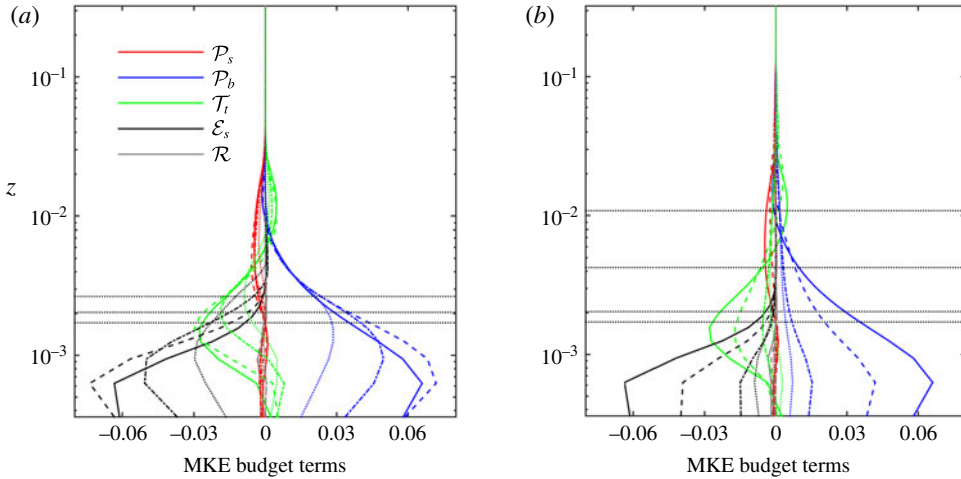 (a)
(b)
𝒫ₛ
𝒫_b
𝒯ₜ
ℰₛ
ℛ
z
10⁻¹
10⁻²
10⁻³
10⁻¹
10⁻²
10⁻³
−0.06 −0.03 0 0.03 0.06
−0.06 −0.03 0 0.03 0.06
MKE budget terms
MKE budget terms